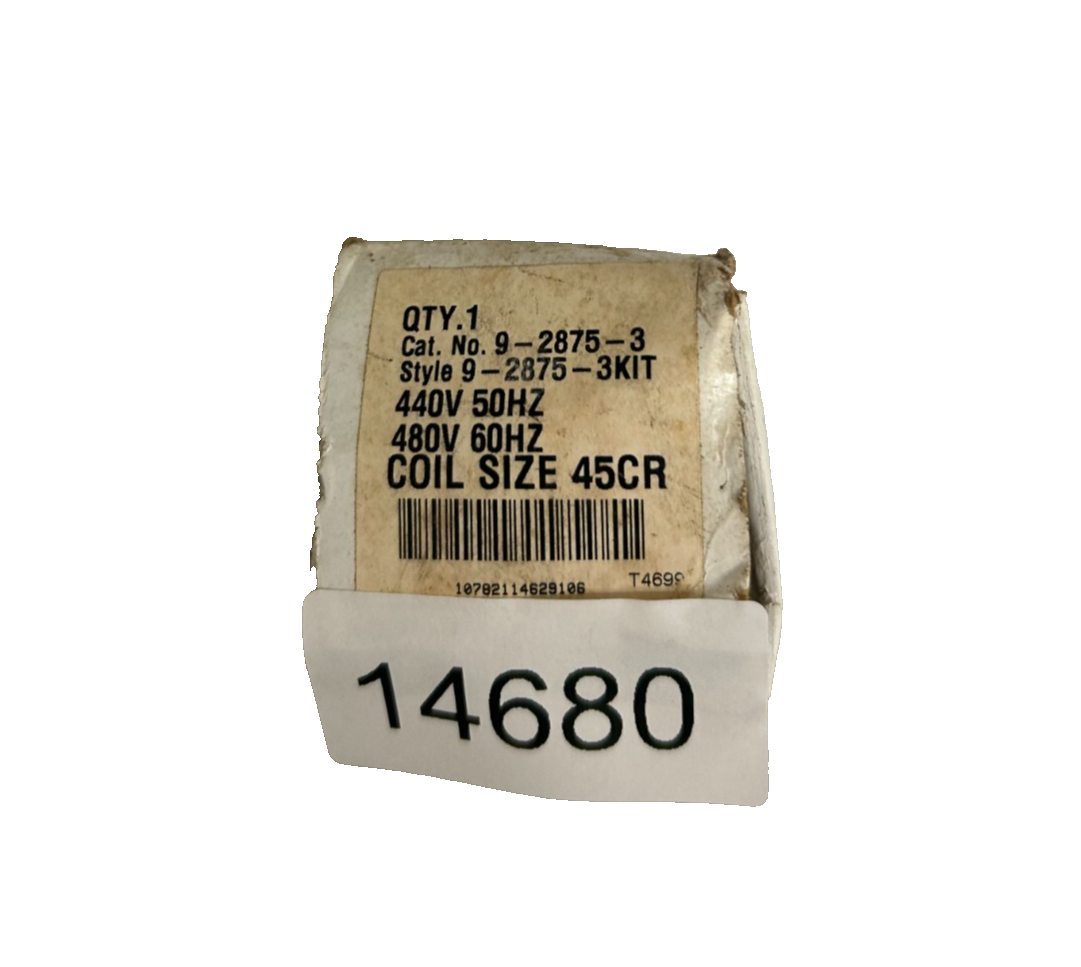 QTY.1
Cat. No. 9-2875-3
Style 9-2875-3KIT
440V 50HZ
480V 60HZ
COIL SIZE 45CR
10782114629106
T4699
14680